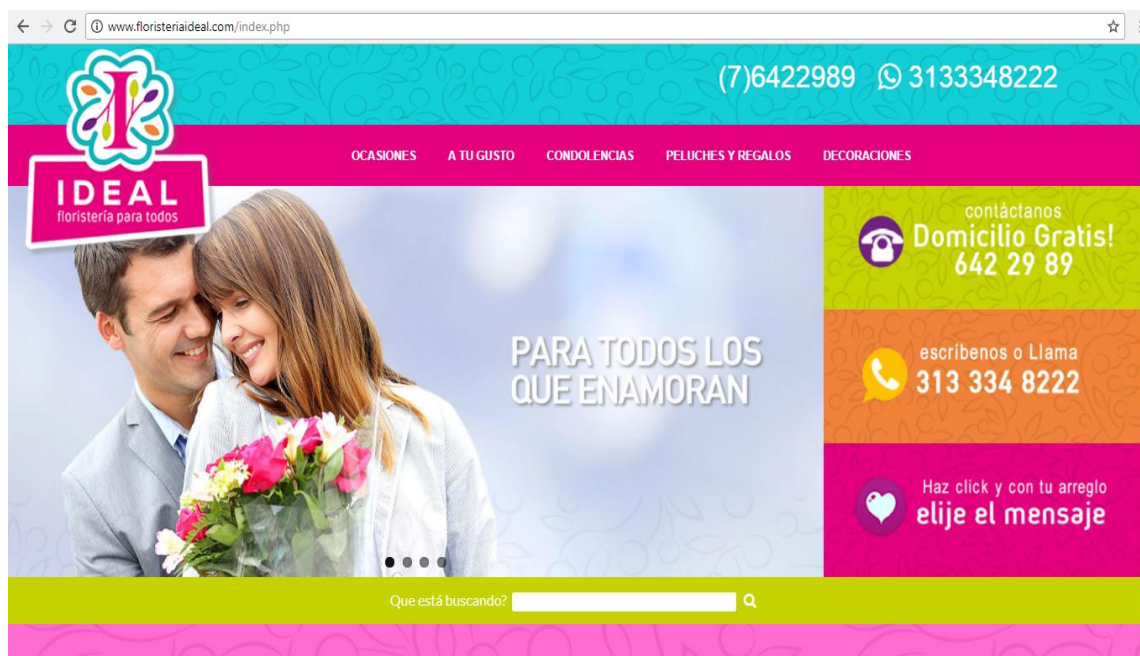 www.floristeriaideal.com/index.php
(7)6422989 3133348222
OCASIONES A TU GUSTO CONDOLENCIAS PELUCHES Y REGALOS DECORACIONES
I
IDEAL
floristería para todos
PARA TODOS LOS
QUE ENAMORAN
contáctanos
Domicilio Gratis!
642 29 89
escríbenos o Llama
313 334 8222
Haz click y con tu arreglo
elije el mensaje
Que está buscando?